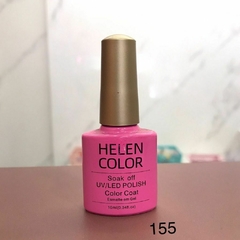 HELEN
COLOR
Soak off
UV/LED POLISH
Color Coat
155